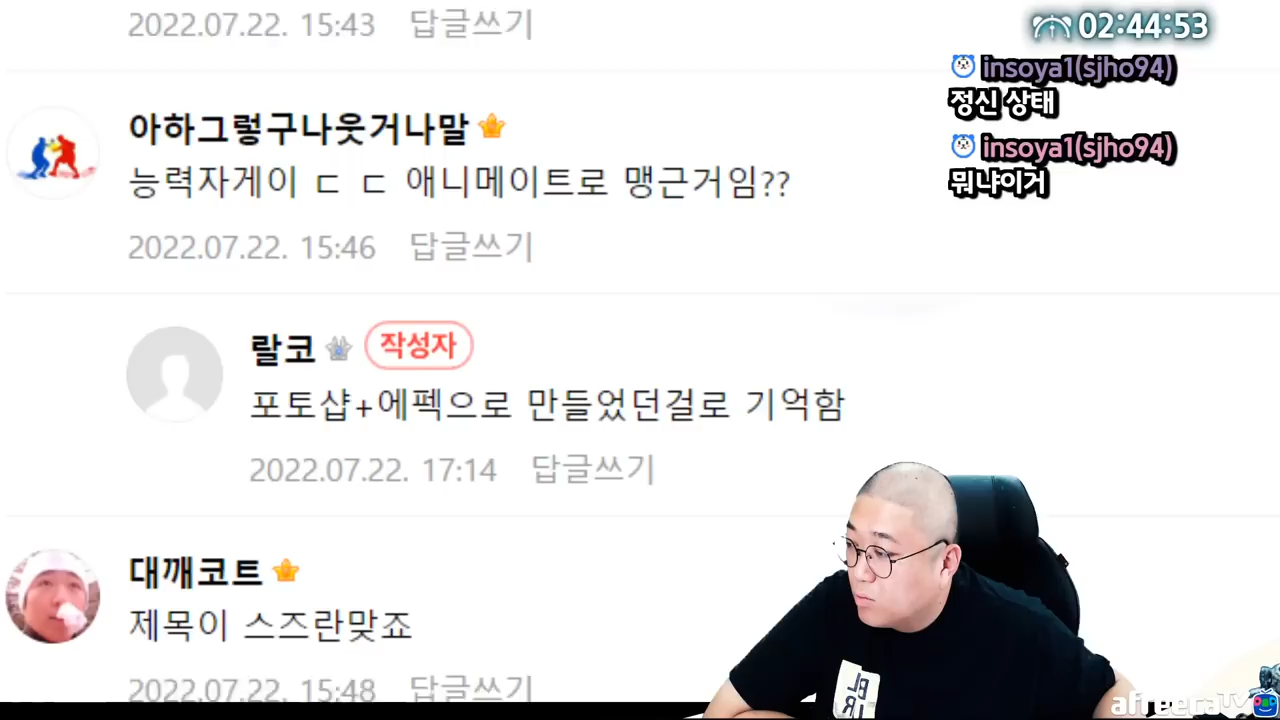 2022.07.22. 15:43 답글쓰기
02:44:53
insoya1(sjho94)
정신 상태
insoya1(sjho94)
뭐냐이거
아하그렇구나웃거나말
능력자게이 ㄷ ㄷ 애니메이트로 맹근거임??
2022.07.22. 15:46 답글쓰기
랄코 작성자
포토샵+에펙으로 만들었던걸로 기억함
2022.07.22. 17:14 답글쓰기
대깨코트
제목이 스즈란맞죠
2022.07.22. 15:48 답글쓰기
afreecaTV